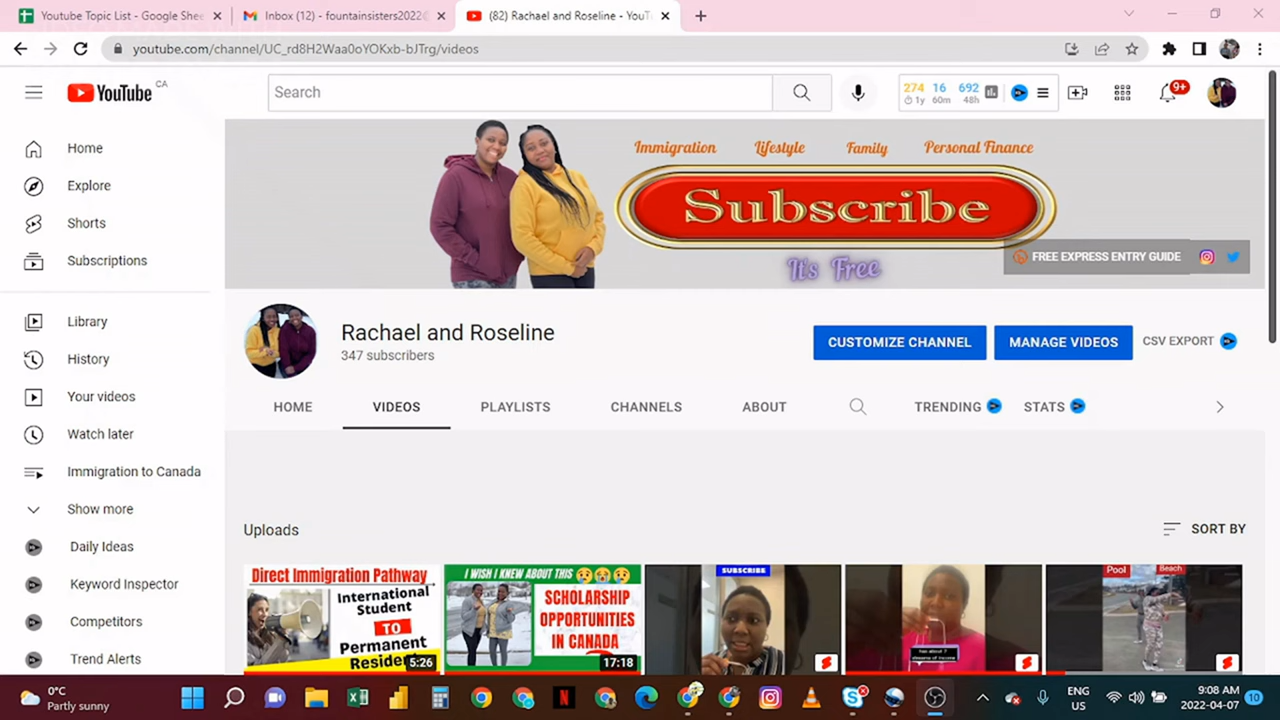 Youtube Topic List - Google Shee
Inbox (12) - fountainsisters2022@
(82) Rachael and Roseline - YouTu
youtube.com/channel/UC_rd8H2Waa0oYOKxb-bJTrg/videos
YouTube CA
Search
274 16 692
1y 60m 48h
9+
Home
Explore
Shorts
Subscriptions
Library
History
Your videos
Watch later
Immigration to Canada
Show more
Daily Ideas
Keyword Inspector
Competitors
Trend Alerts
Immigration Lifestyle Family Personal Finance
Subscribe
It's Free
FREE EXPRESS ENTRY GUIDE
Rachael and Roseline
347 subscribers
CUSTOMIZE CHANNEL
MANAGE VIDEOS
CSV EXPORT
HOME VIDEOS PLAYLISTS CHANNELS ABOUT TRENDING STATS
Uploads
SORT BY
Direct Immigration Pathway
International
Student
TO
Permanent
Residen
5:26
I WISH I KNEW ABOUT THIS
SCHOLARSHIP
OPPORTUNITIES
IN CANADA
17:18
SUBSCRIBE
Pool Beach
0°C
Partly sunny
ENG
US
9:08 AM
2022-04-07
10